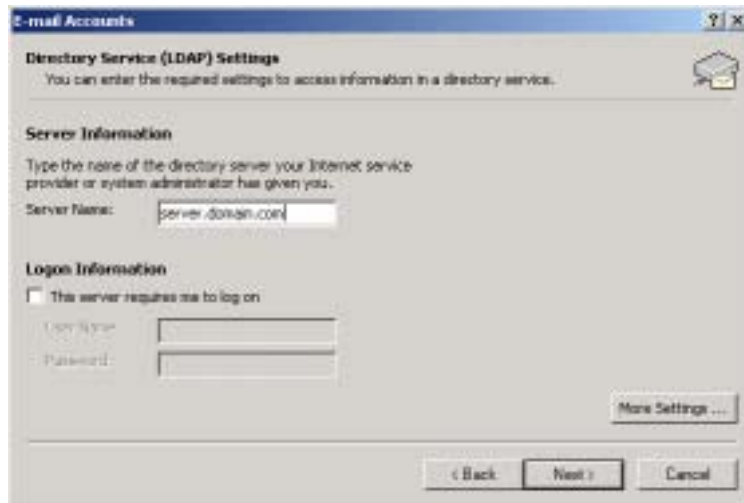 E-mail Accounts
Directory Service (LDAP) Settings
You can enter the required settings to access information in a directory service.
Server Information
Type the name of the directory server your Internet service
provider or system administrator has given you.
Server Name: server.domain.com
Logon Information
This server requires me to log on
User Name
Password
More Settings ...
< Back Next > Cancel